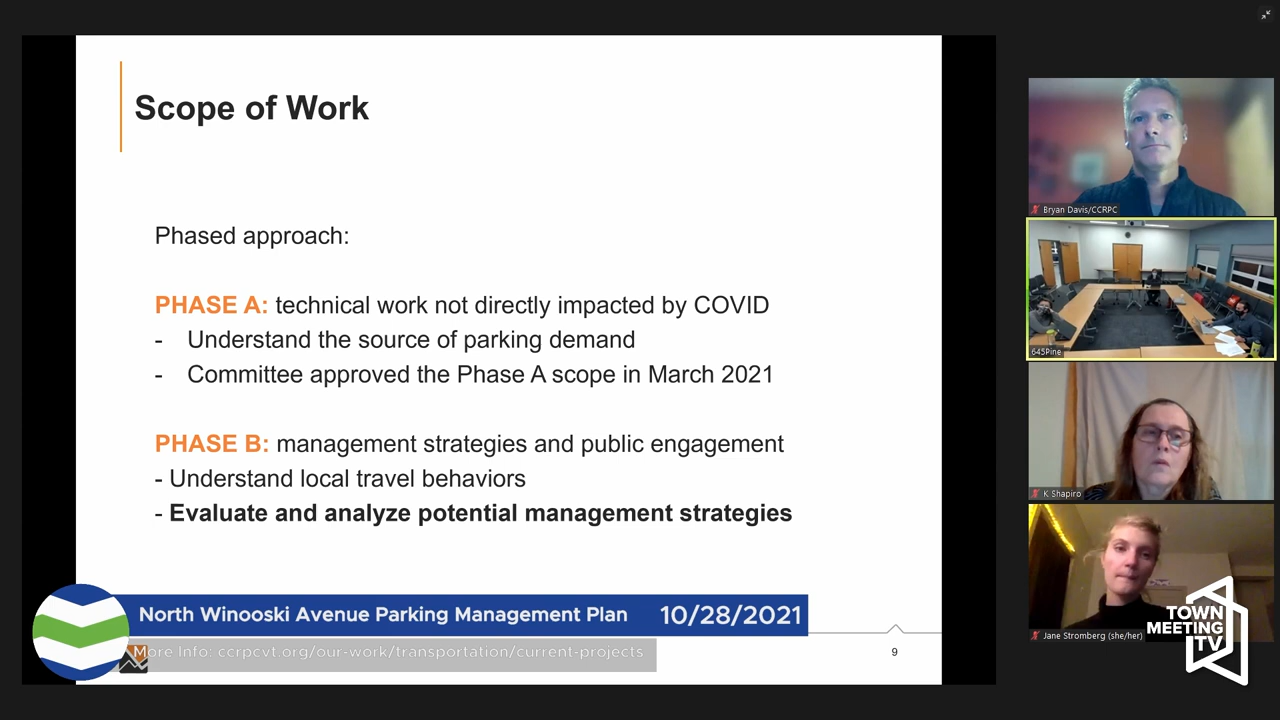 Scope of Work
Phased approach:
PHASE A: technical work not directly impacted by COVID
- Understand the source of parking demand
- Committee approved the Phase A scope in March 2021
PHASE B: management strategies and public engagement
- Understand local travel behaviors
- Evaluate and analyze potential management strategies
North Winooski Avenue Parking Management Plan 10/28/2021
More Info: ccrpcvt.org/our-work/transportation/current-projects
9
Bryan Davis/CCRPC
645Pine
K Shapiro
Jane Stromberg (she/her)
TOWN
MEETING
TV